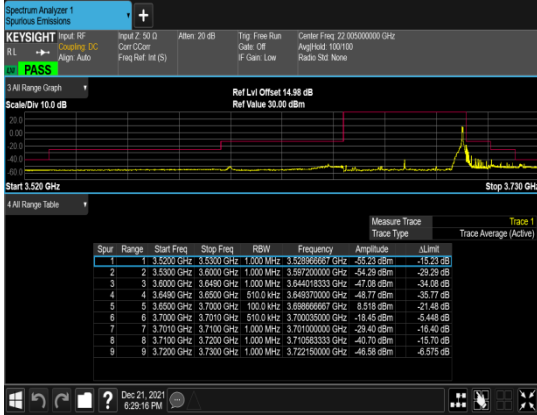 Spectrum Analyzer 1
Spurious Emissions
+
KEYSIGHT Input: RF Input Z: 50 Ω Atten: 20 dB Trig: Free Run Center Freq: 22.005000000 GHz
RL Coupling: DC Corr CCorr Gate: Off Avg|Hold: 100/100
Align: Auto Freq Ref: Int (S) IF Gain: Low Radio Std: None
PASS
3 All Range Graph
Ref Lvl Offset 14.98 dB
Scale/Div 10.0 dB Ref Value 30.00 dBm
20.0
0.00
-20.0
-40.0
-60.0
Start 3.520 GHz Stop 3.730 GHz
4 All Range Table
Measure Trace Trace 1
Trace Type Trace Average (Active)
Spur Range Start Freq Stop Freq RBW Frequency Amplitude ΔLimit
1 1 3.5200 GHz 3.5300 GHz 1.000 MHz 3.528966667 GHz -55.23 dBm -15.23 dB
2 2 3.5300 GHz 3.6000 GHz 1.000 MHz 3.597200000 GHz -54.29 dBm -29.29 dB
3 3 3.6000 GHz 3.6490 GHz 1.000 MHz 3.644018333 GHz -47.08 dBm -34.08 dB
4 4 3.6490 GHz 3.6500 GHz 510.0 kHz 3.649370000 GHz -48.77 dBm -35.77 dB
5 5 3.6500 GHz 3.7000 GHz 100.0 kHz 3.698666667 GHz 8.518 dBm -21.48 dB
6 6 3.7000 GHz 3.7010 GHz 510.0 kHz 3.700035000 GHz -18.45 dBm -5.448 dB
7 7 3.7010 GHz 3.7100 GHz 1.000 MHz 3.701000000 GHz -29.40 dBm -16.40 dB
8 8 3.7100 GHz 3.7200 GHz 1.000 MHz 3.710583333 GHz -40.70 dBm -15.70 dB
9 9 3.7200 GHz 3.7300 GHz 1.000 MHz 3.722150000 GHz -46.58 dBm -6.575 dB
? Dec 21, 2021
6:29:16 PM